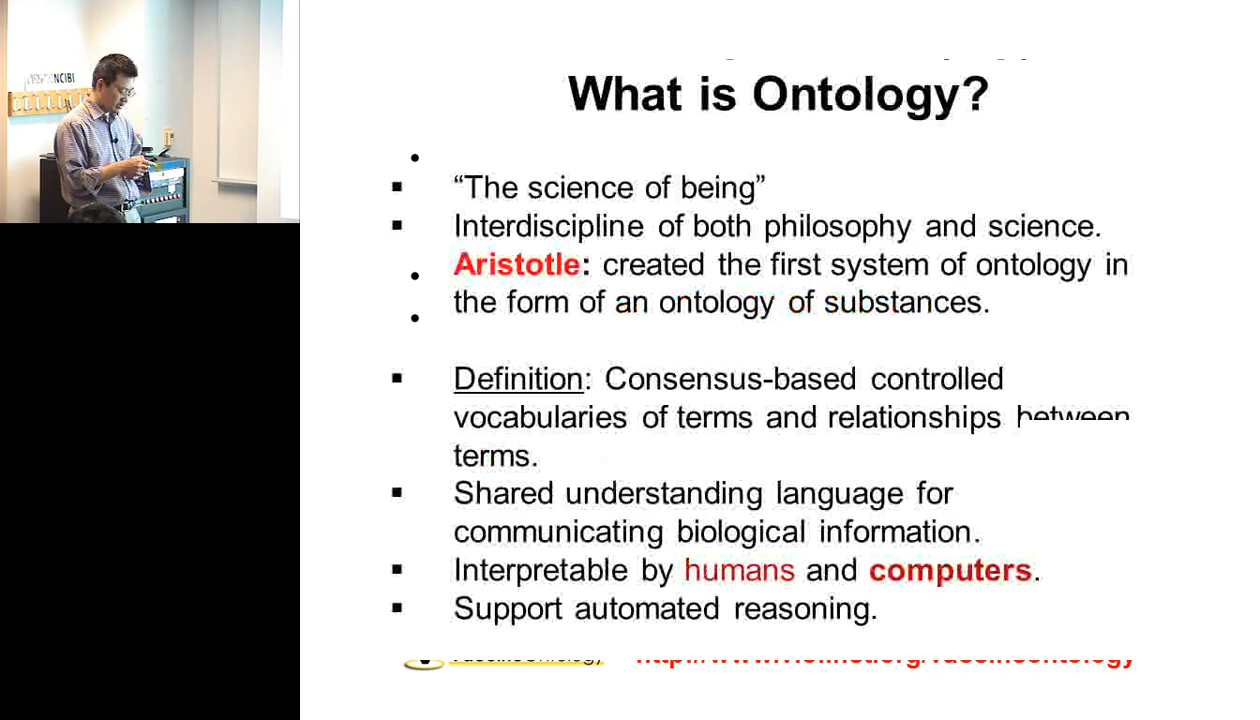 NCIBI
What is Ontology?
•
▪ “The science of being”
▪ Interdiscipline of both philosophy and science.
• Aristotle: created the first system of ontology in
• the form of an ontology of substances.
▪ Definition: Consensus-based controlled
vocabularies of terms and relationships between
terms.
▪ Shared understanding language for
communicating biological information.
▪ Interpretable by humans and computers.
▪ Support automated reasoning.